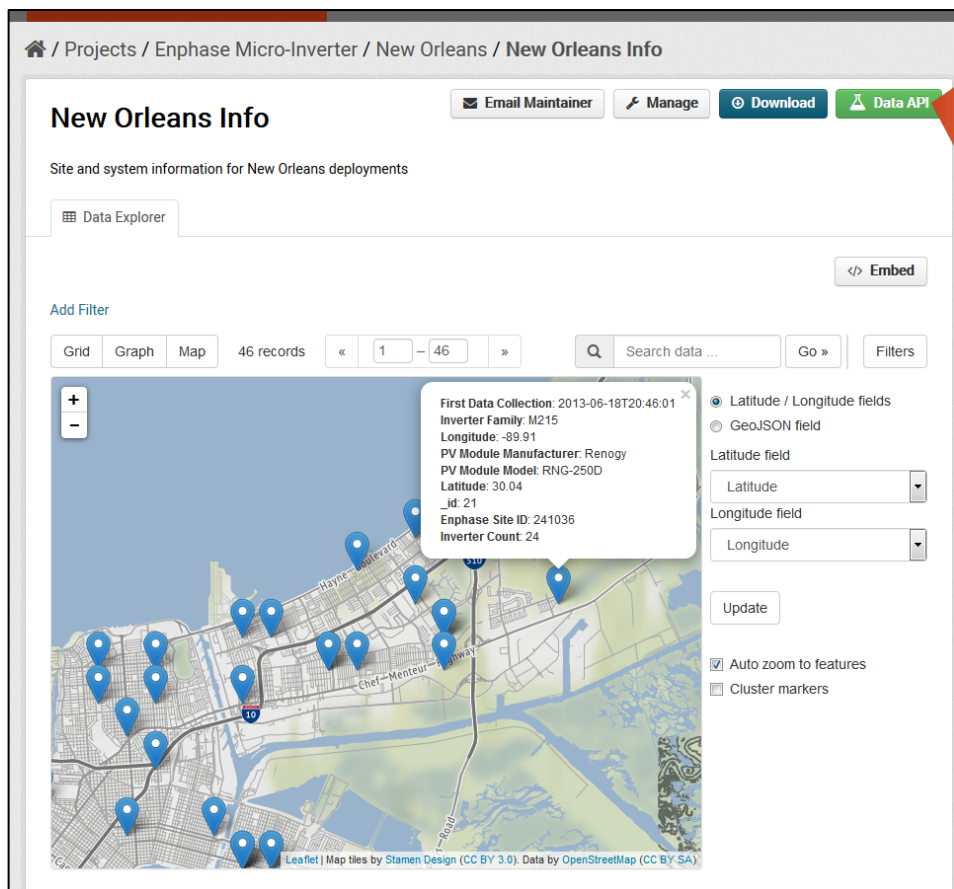 / Projects / Enphase Micro-Inverter / New Orleans / New Orleans Info
New Orleans Info
Email Maintainer
Manage
Download
Data API
Site and system information for New Orleans deployments
Data Explorer
</> Embed
Add Filter
Grid
Graph
Map
46 records
«
1
–
46
»
Search data ...
Go »
Filters
+
−
×
First Data Collection: 2013-06-18T20:46:01
Inverter Family: M215
Longitude: -89.91
PV Module Manufacturer: Renogy
PV Module Model: RNG-250D
Latitude: 30.04
_id: 21
Enphase Site ID: 241036
Inverter Count: 24
Latitude / Longitude fields
GeoJSON field
Latitude field
Latitude
Longitude field
Longitude
Update
Auto zoom to features
Cluster markers
Hayne Boulevard
510
Chef Menteur Highway
10
Road
Leaflet | Map tiles by Stamen Design (CC BY 3.0). Data by OpenStreetMap (CC BY SA)